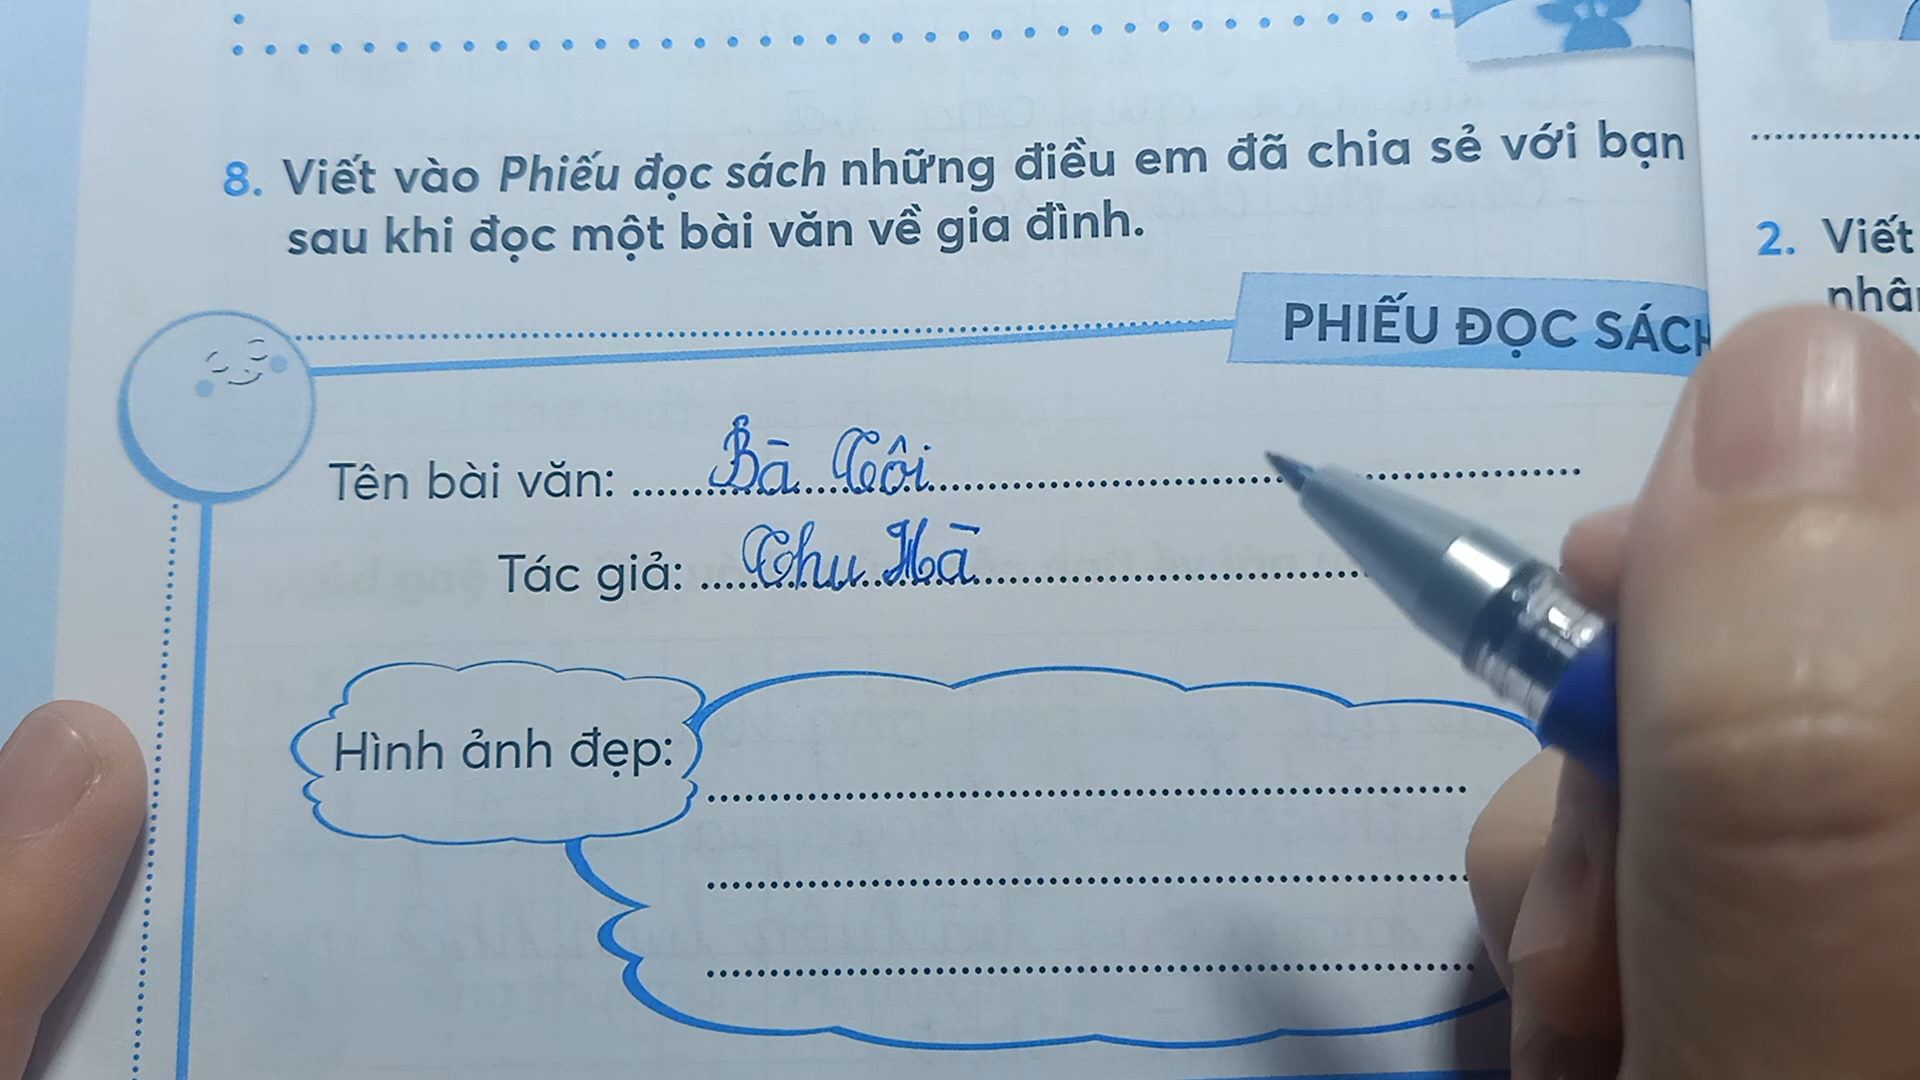 8. Viết vào Phiếu đọc sách những điều em đã chia sẻ với bạn
sau khi đọc một bài văn về gia đình.
PHIẾU ĐỌC SÁCH
Tên bài văn: Bà Tôi
Tác giả: Thu Hà
Hình ảnh đẹp:
2. Viết